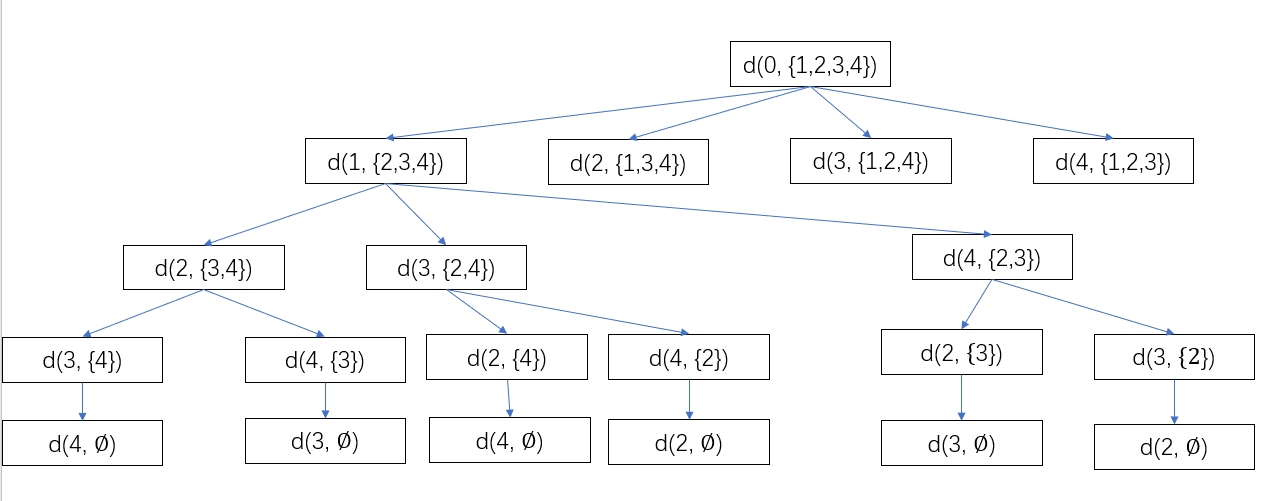 d(0, {1,2,3,4})
d(1, {2,3,4})
d(2, {1,3,4})
d(3, {1,2,4})
d(4, {1,2,3})
d(2, {3,4})
d(3, {2,4})
d(4, {2,3})
d(3, {4})
d(4, {3})
d(2, {4})
d(4, {2})
d(2, {3})
d(3, {2})
d(4, Ø)
d(3, Ø)
d(4, Ø)
d(2, Ø)
d(3, Ø)
d(2, Ø)